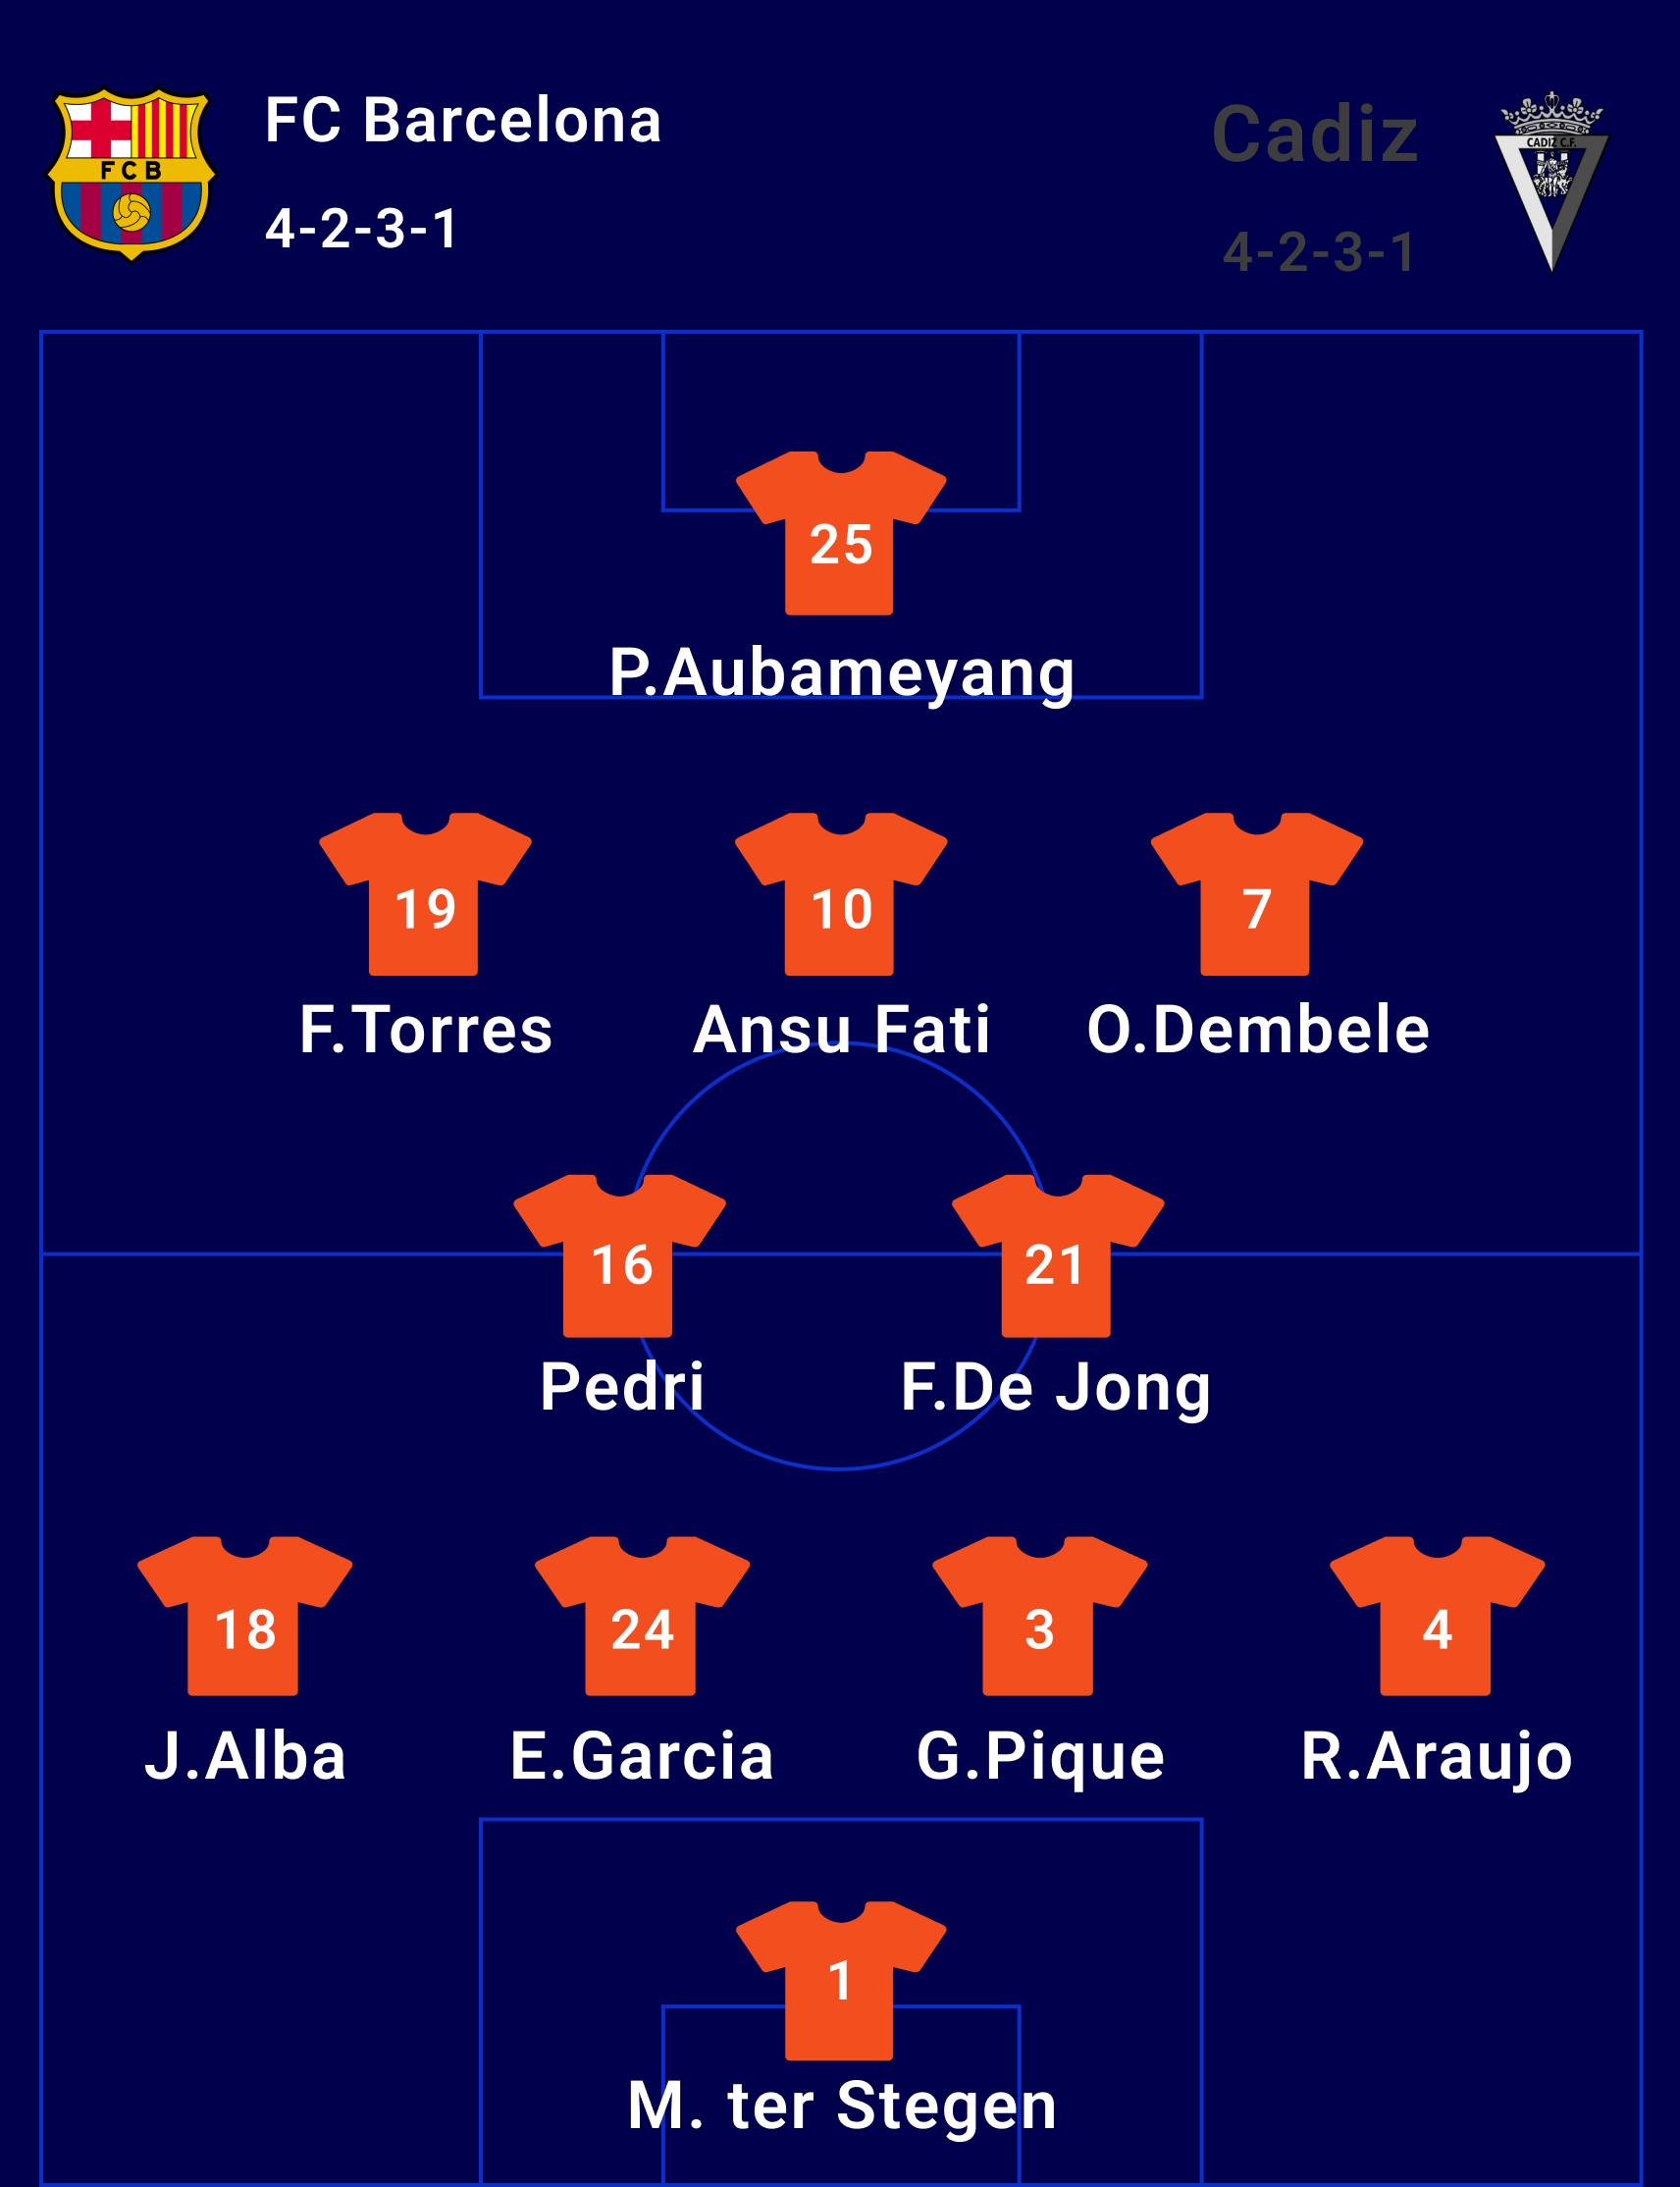 FC Barcelona
4-2-3-1
Cadiz
4-2-3-1
FCB
CADIZ C.F.
25
P.Aubameyang
19 10 7
F.Torres Ansu Fati O.Dembele
16 21
Pedri F.De Jong
18 24 3 4
J.Alba E.Garcia G.Pique R.Araujo
1
M. ter Stegen